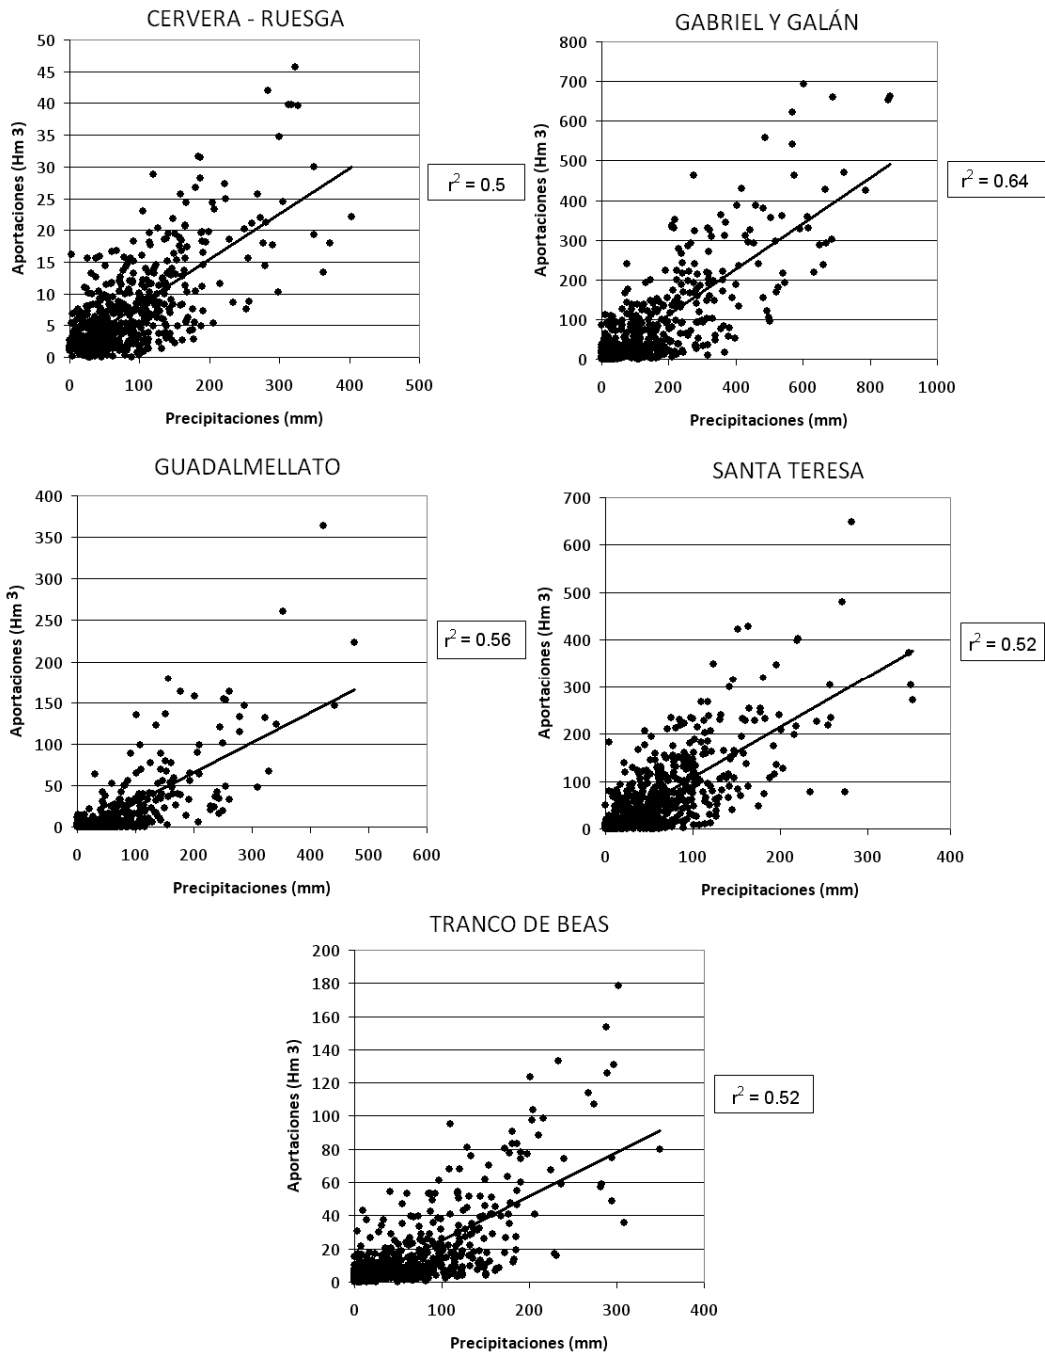 CERVERA - RUESGA
50
45
40
35
30
25
20
15
10
5
0
Aportaciones (Hm 3)
0 100 200 300 400 500
Precipitaciones (mm)
r² = 0.5
GABRIEL Y GALÁN
800
700
600
500
400
300
200
100
0
Aportaciones (Hm 3)
0 200 400 600 800 1000
Precipitaciones (mm)
r² = 0.64
GUADALMELLATO
400
350
300
250
200
150
100
50
0
Aportaciones (Hm 3)
0 100 200 300 400 500 600
Precipitaciones (mm)
r² = 0.56
SANTA TERESA
700
600
500
400
300
200
100
0
Aportaciones (Hm 3)
0 100 200 300 400
Precipitaciones (mm)
r² = 0.52
TRANCO DE BEAS
200
180
160
140
120
100
80
60
40
20
0
Aportaciones (Hm 3)
0 100 200 300 400
Precipitaciones (mm)
r² = 0.52